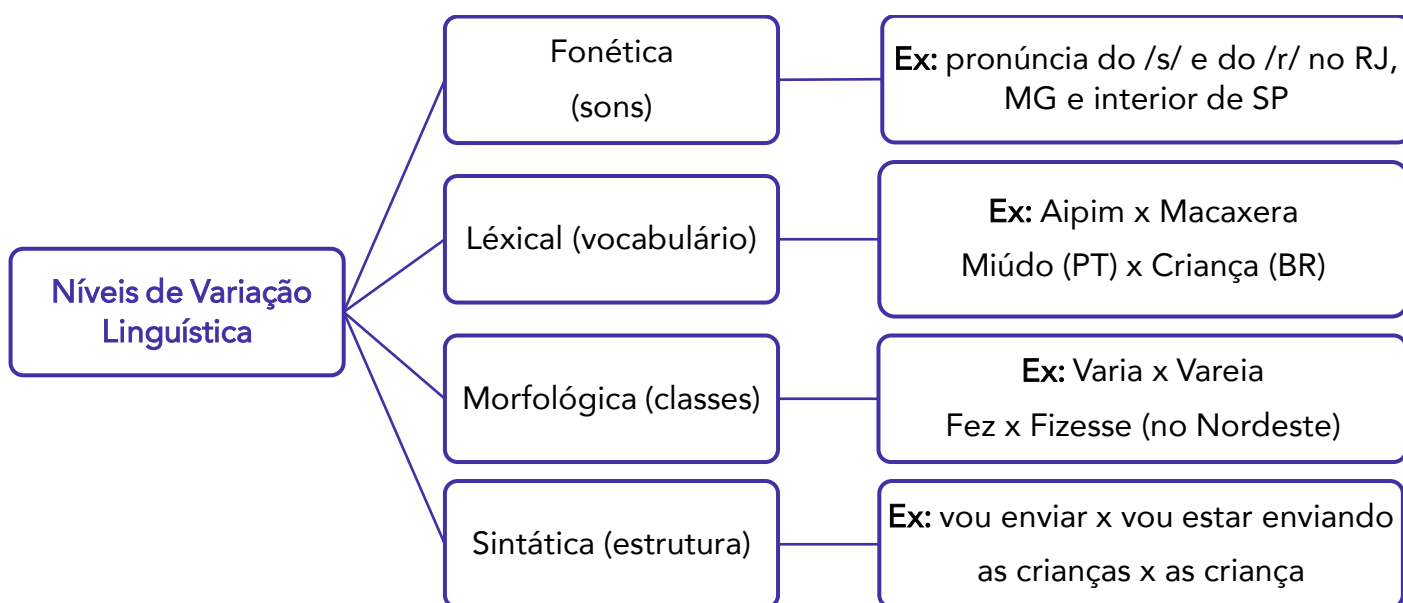 Níveis de Variação
Linguística
Fonética
(sons)
Ex: pronúncia do /s/ e do /r/ no RJ,
MG e interior de SP
Léxical (vocabulário)
Ex: Aipim x Macaxera
Miúdo (PT) x Criança (BR)
Morfológica (classes)
Ex: Varia x Vareia
Fez x Fizesse (no Nordeste)
Sintática (estrutura)
Ex: vou enviar x vou estar enviando
as crianças x as criança